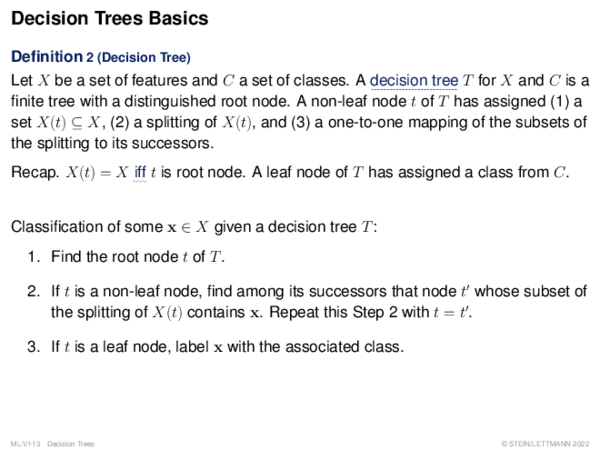 Decision Trees Basics
Definition 2 (Decision Tree)
Let X be a set of features and C a set of classes. A decision tree T for X and C is a
finite tree with a distinguished root node. A non-leaf node t of T has assigned (1) a
set X(t) ⊆ X, (2) a splitting of X(t), and (3) a one-to-one mapping of the subsets of
the splitting to its successors.
Recap. X(t) = X iff t is root node. A leaf node of T has assigned a class from C.
Classification of some x ∈ X given a decision tree T:
1. Find the root node t of T.
2. If t is a non-leaf node, find among its successors that node t′ whose subset of
the splitting of X(t) contains x. Repeat this Step 2 with t = t′.
3. If t is a leaf node, label x with the associated class.
ML:VI-13 Decision Trees
© STEIN/LETTMANN 2022